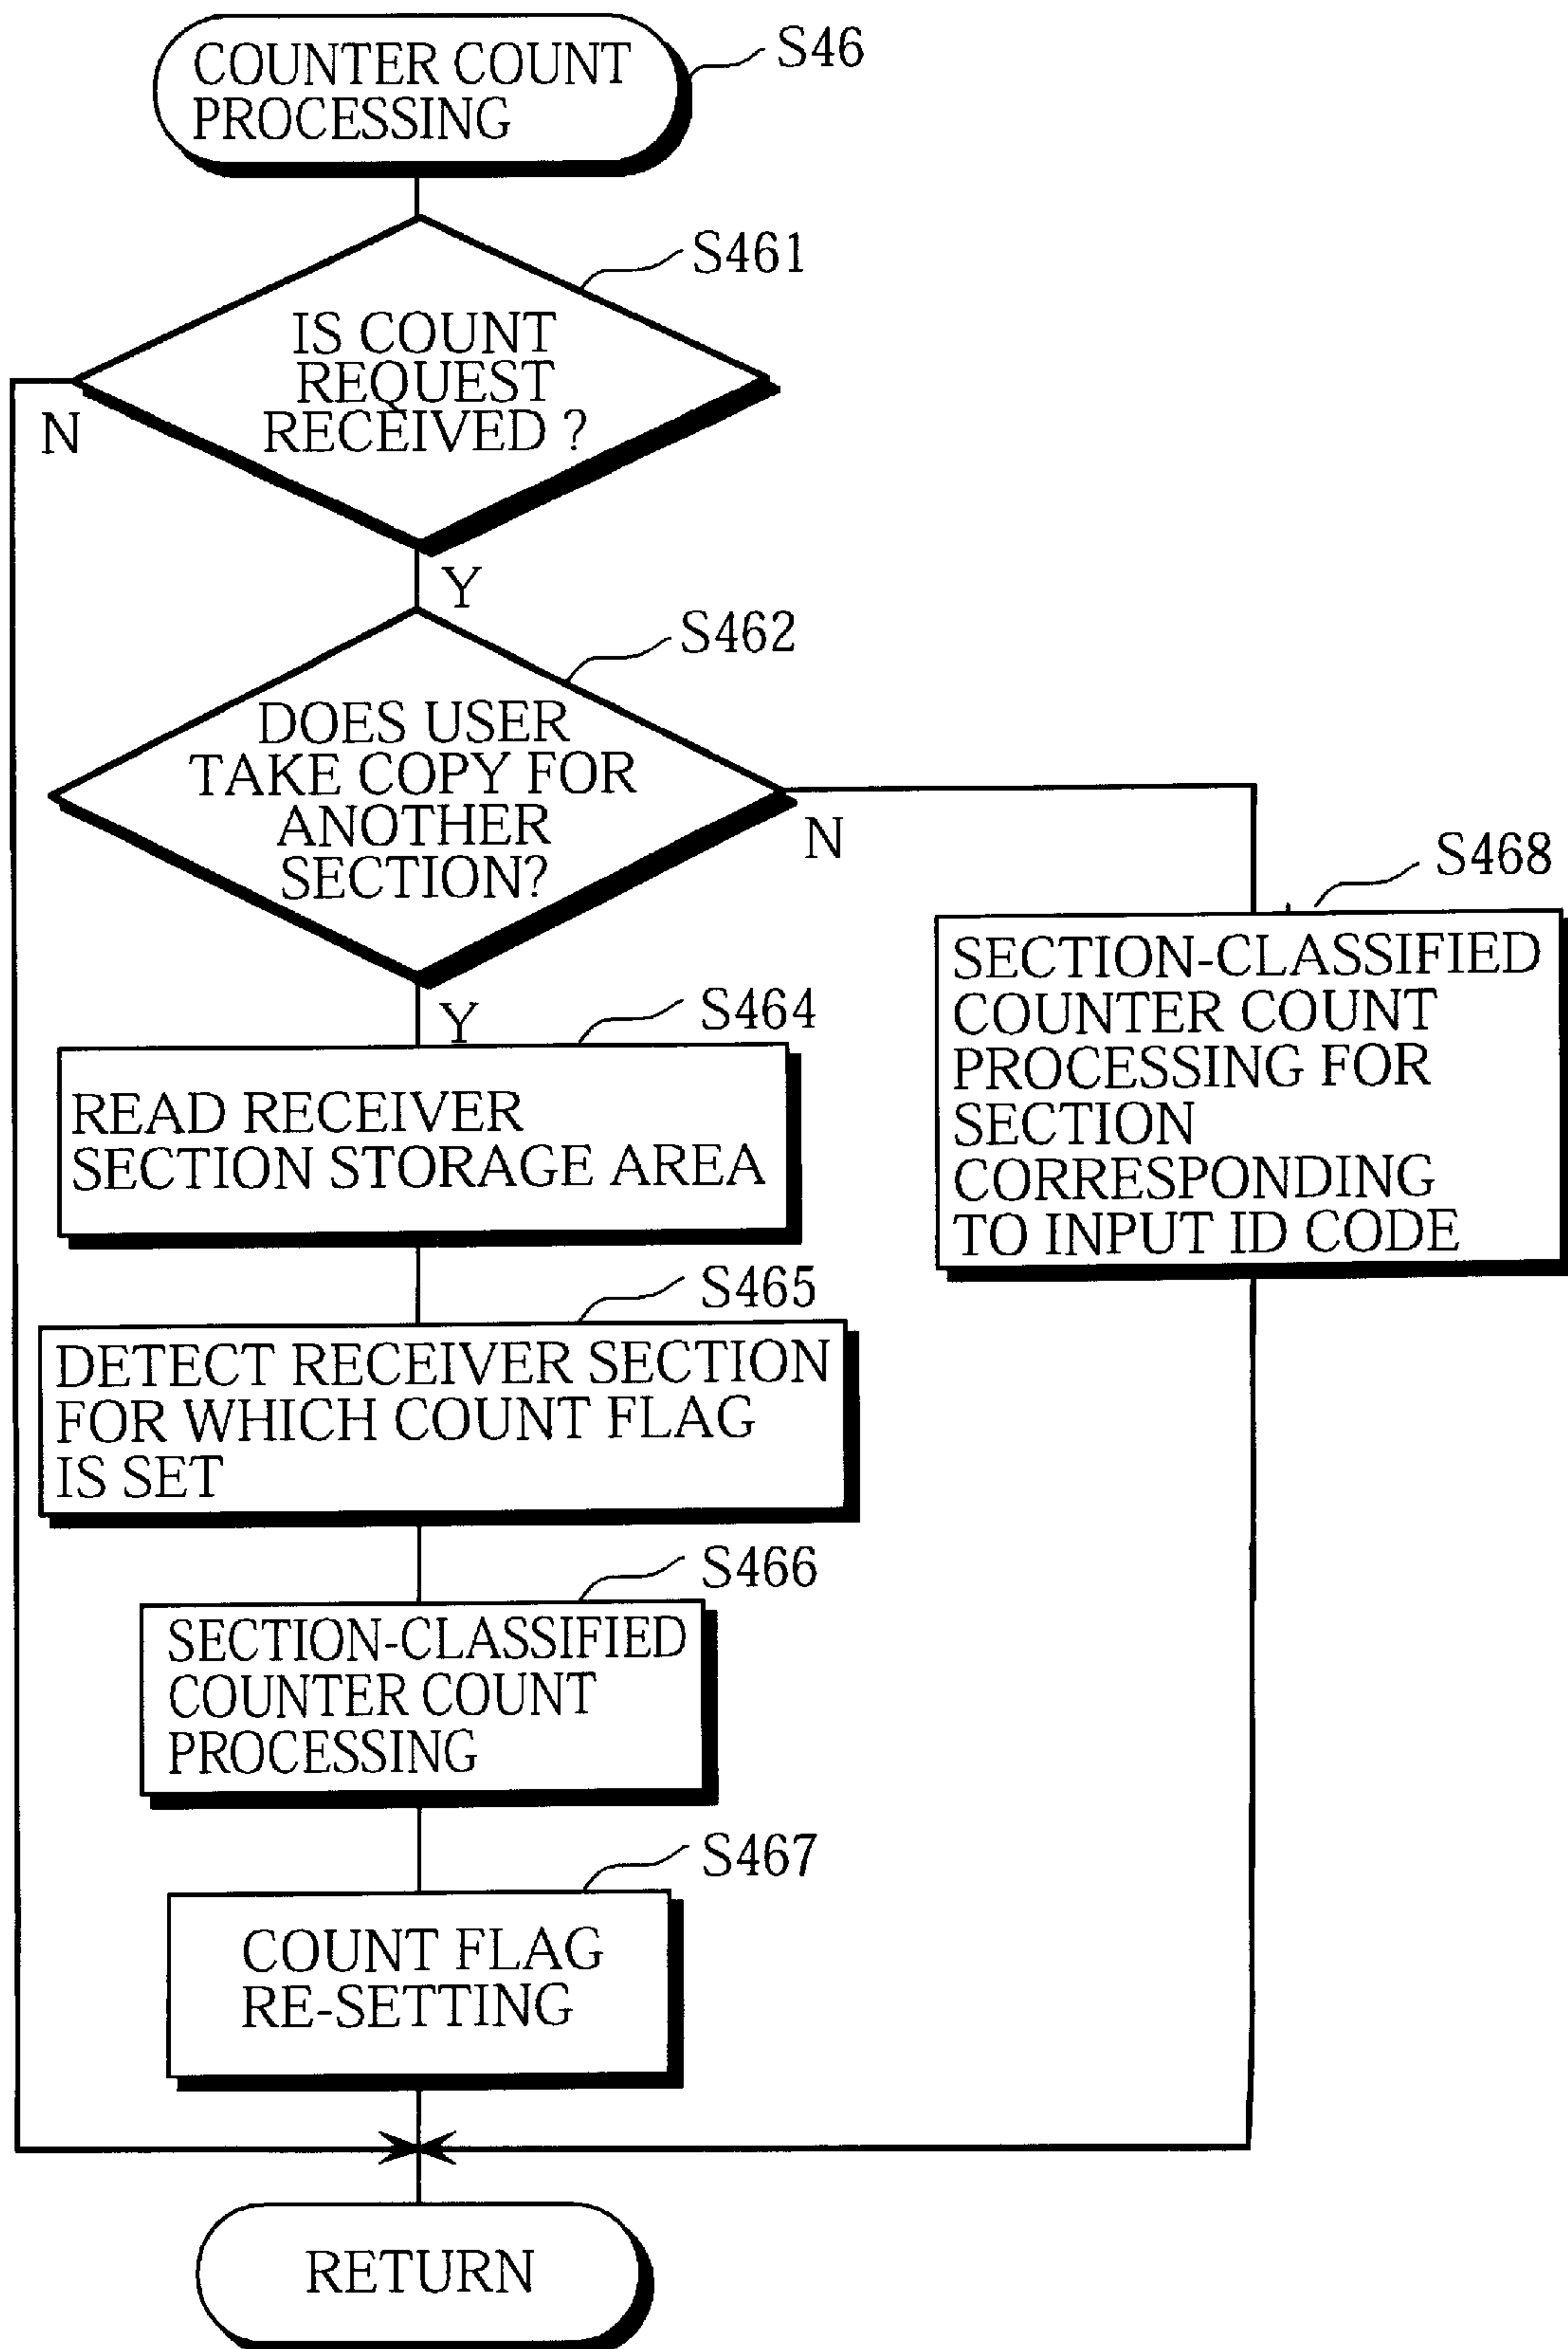 COUNTER COUNT
PROCESSING
S46
S461
IS COUNT
REQUEST
RECEIVED ?
N
Y
S462
DOES USER
TAKE COPY FOR
ANOTHER
SECTION?
N
Y
S468
SECTION-CLASSIFIED
COUNTER COUNT
PROCESSING FOR
SECTION
CORRESPONDING
TO INPUT ID CODE
S464
READ RECEIVER
SECTION STORAGE AREA
S465
DETECT RECEIVER SECTION
FOR WHICH COUNT FLAG
IS SET
S466
SECTION-CLASSIFIED
COUNTER COUNT
PROCESSING
S467
COUNT FLAG
RE-SETTING
RETURN